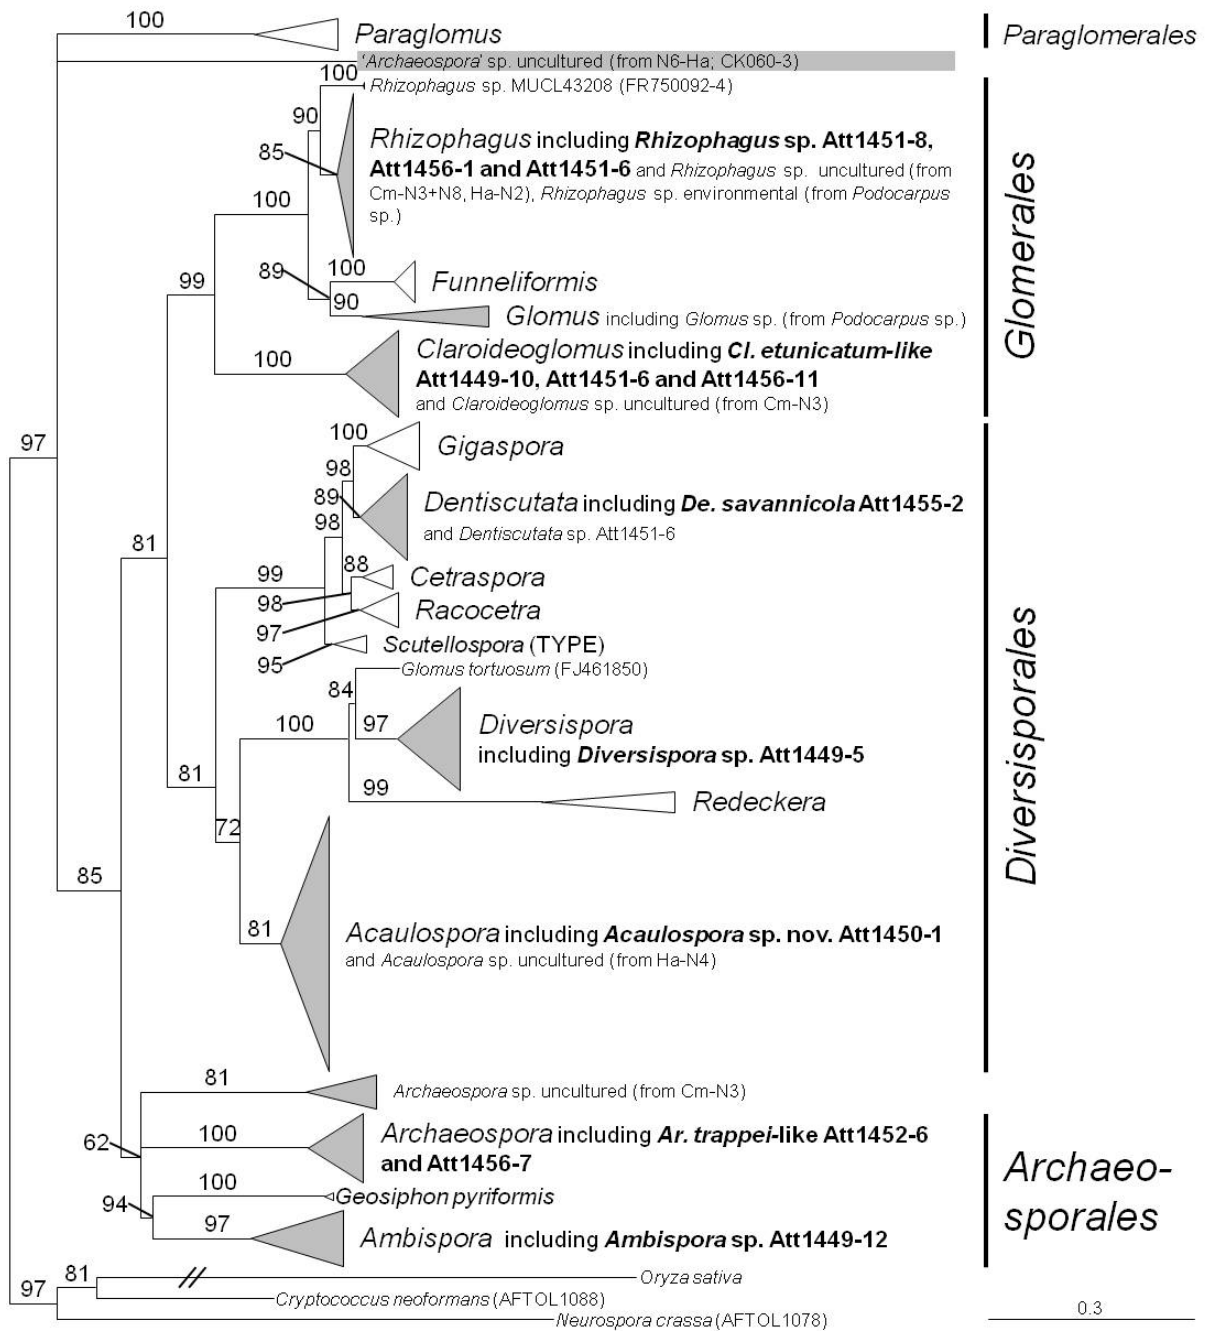 100
Paraglomus
Paraglomerales
'Archaeospora' sp. uncultured (from N6-Ha; CK060-3)
100
Rhizophagus sp. MUCL43208 (FR750092-4)
90
85
Rhizophagus including Rhizophagus sp. Att1451-8,
Att1456-1 and Att1451-6 and Rhizophagus sp. uncultured (from
Cm-N3+N8, Ha-N2), Rhizophagus sp. environmental (from Podocarpus
sp.)
100
Glomerales
99
89
100
Funneliformis
90
Glomus including Glomus sp. (from Podocarpus sp.)
100
Claroideoglomus including Cl. etunicatum-like
Att1449-10, Att1451-6 and Att1456-11
and Claroideoglomus sp. uncultured (from Cm-N3)
97
100
Gigaspora
98
89
Dentiscutata including De. savannicola Att1455-2
and Dentiscutata sp. Att1451-6
98
81
99
88
Cetraspora
98
Racocetra
97
Scutellospora (TYPE)
95
Glomus tortuosum (FJ461850)
84
100
97
Diversispora
including Diversispora sp. Att1449-5
Diversisporales
81
99
Redeckera
72
85
81
Acaulospora including Acaulospora sp. nov. Att1450-1
and Acaulospora sp. uncultured (from Ha-N4)
81
Archaeospora sp. uncultured (from Cm-N3)
62
100
Archaeospora including Ar. trappei-like Att1452-6
and Att1456-7
Archaeo-
sporales
94
100
Geosiphon pyriformis
97
Ambispora including Ambispora sp. Att1449-12
97
81
Oryza sativa
Cryptococcus neoformans (AFTOL1088)
Neurospora crassa (AFTOL1078)
0.3